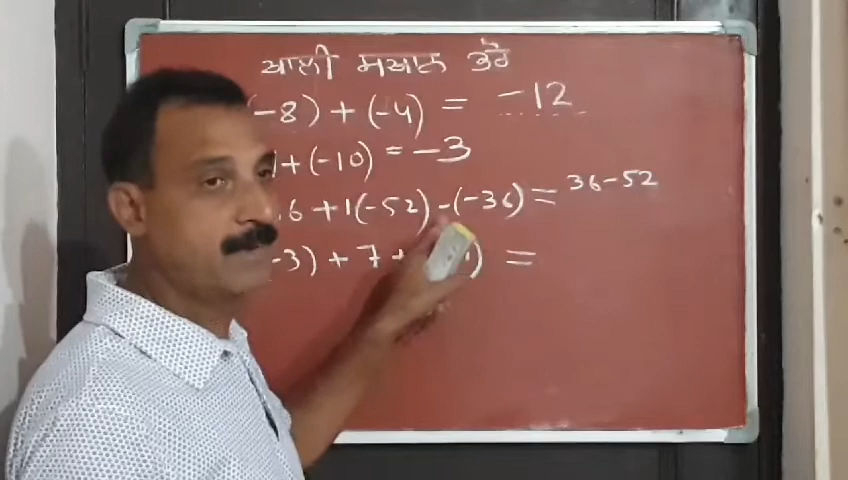 ਖਾਲੀ ਸਥਾਨ ਭਰੋ
(-8) + (-4) = -12
+ (-10) = -3
6 + 1(-52) - (-36) = 36-52
-3) + 7 + ) =